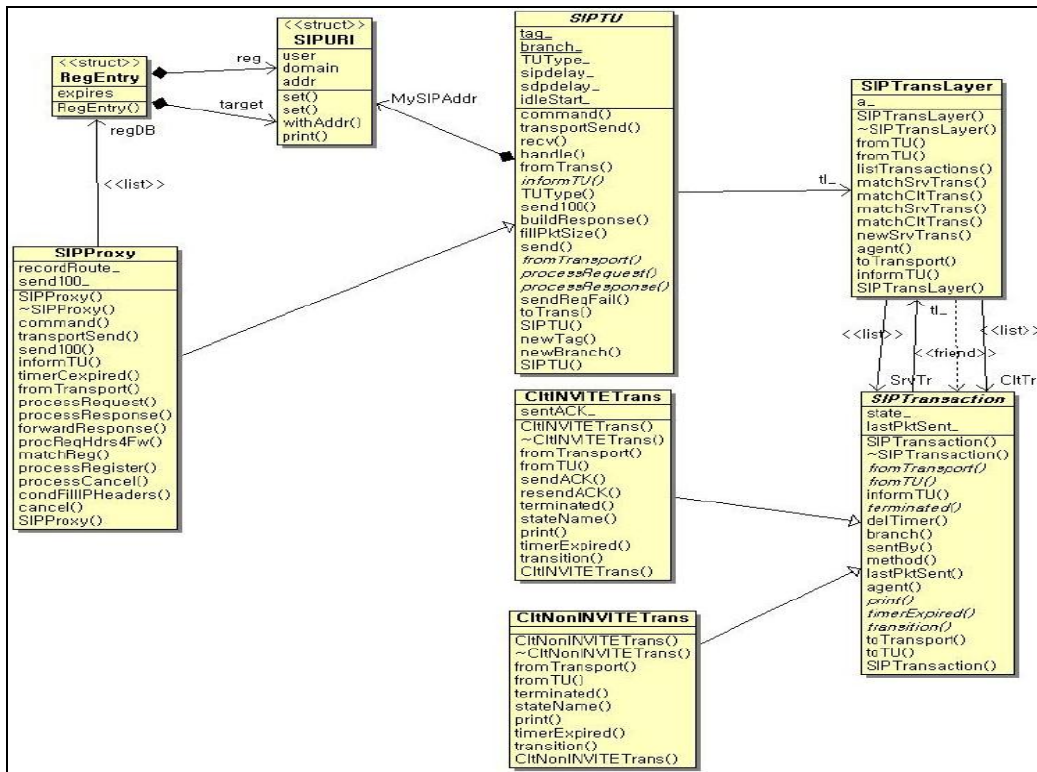 <<struct>>
RegEntry
expires
RegEntry()
reg
target
regDB
<<list>>
<<struct>>
SIPURI
user
domain
addr
set()
set()
withAddr()
print()
MySIPAddr
SIPTU
tag_
branch_
TUType_
sipdelay_
sdpdelay_
idleStart_
command()
transportSend()
recv()
handle()
fromTrans()
informTU()
TUType()
send100()
buildResponse()
fillPktSize()
send()
fromTransport()
processRequest()
processResponse()
sendReqFail()
toTrans()
SIPTU()
newTag()
newBranch()
SIPTU()
tl_
SIPTransLayer
a_
SIPTransLayer()
~SIPTransLayer()
fromTU()
fromTU()
listTransactions()
matchSrvTrans()
matchCltTrans()
matchSrvTrans()
matchCltTrans()
newSrvTrans()
agent()
toTransport()
informTU()
SIPTransLayer()
<<list>>
tl_
<<list>>
<<friend>>
SrvTr
CltTr
SIPProxy
recordRoute_
send100_
SIPProxy()
~SIPProxy()
command()
transportSend()
send100()
informTU()
timerCexpired()
fromTransport()
processRequest()
processResponse()
forwardResponse()
procReqHdrs4Fw()
matchReg()
processRegister()
processCancel()
condFillIPHeaders()
cancel()
SIPProxy()
CltINVITETrans
sentACK_
CltINVITETrans()
~CltINVITETrans()
fromTransport()
fromTU()
sendACK()
resendACK()
terminated()
stateName()
print()
timerExpired()
transition()
CltINVITETrans()
SIPTransaction
state_
lastPktSent_
SIPTransaction()
~SIPTransaction()
fromTransport()
fromTU()
informTU()
terminated()
delTimer()
branch()
sentBy()
method()
lastPktSent()
agent()
print()
timerExpired()
transition()
toTransport()
toTU()
SIPTransaction()
CltNonINVITETrans
CltNonINVITETrans()
~CltNonINVITETrans()
fromTransport()
fromTU()
terminated()
stateName()
print()
timerExpired()
transition()
CltNonINVITETrans()